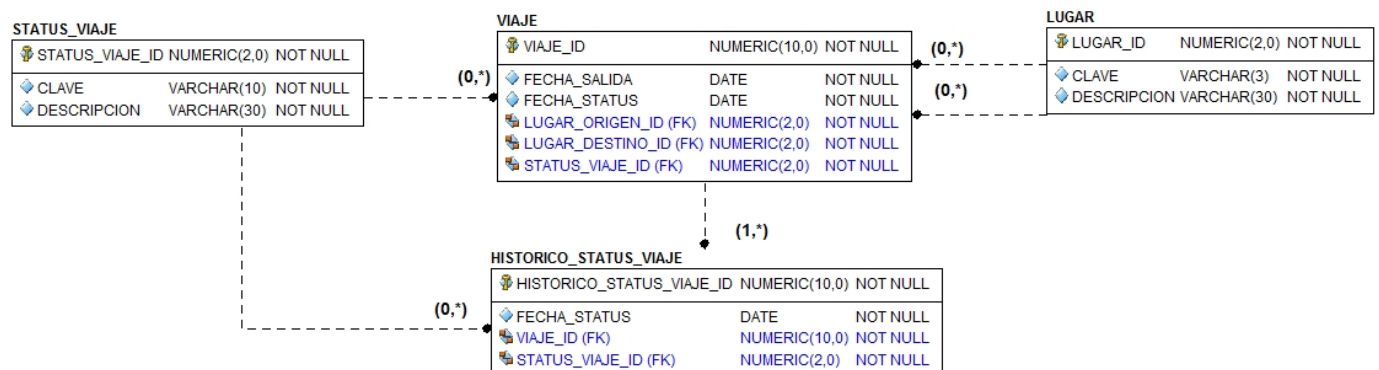 STATUS_VIAJE
STATUS_VIAJE_ID NUMERIC(2,0) NOT NULL
CLAVE VARCHAR(10) NOT NULL
DESCRIPCION VARCHAR(30) NOT NULL
(0,*)
VIAJE
VIAJE_ID NUMERIC(10,0) NOT NULL
FECHA_SALIDA DATE NOT NULL
FECHA_STATUS DATE NOT NULL
LUGAR_ORIGEN_ID (FK) NUMERIC(2,0) NOT NULL
LUGAR_DESTINO_ID (FK) NUMERIC(2,0) NOT NULL
STATUS_VIAJE_ID (FK) NUMERIC(2,0) NOT NULL
(0,*)
(0,*)
LUGAR
LUGAR_ID NUMERIC(2,0) NOT NULL
CLAVE VARCHAR(3) NOT NULL
DESCRIPCION VARCHAR(30) NOT NULL
(1,*)
(0,*)
HISTORICO_STATUS_VIAJE
HISTORICO_STATUS_VIAJE_ID NUMERIC(10,0) NOT NULL
FECHA_STATUS DATE NOT NULL
VIAJE_ID (FK) NUMERIC(10,0) NOT NULL
STATUS_VIAJE_ID (FK) NUMERIC(2,0) NOT NULL